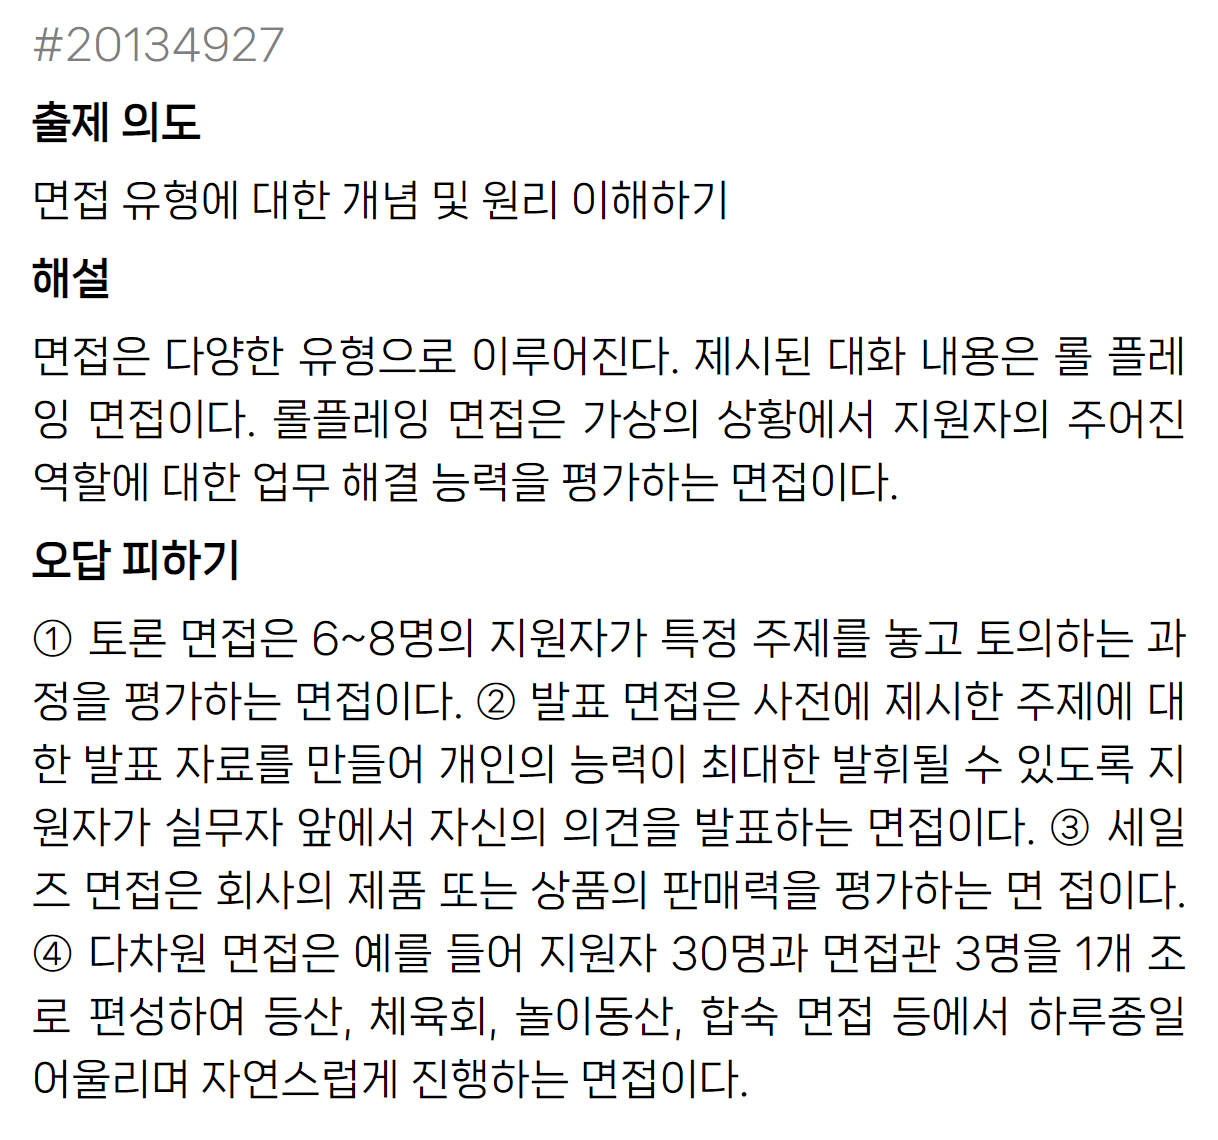 #20134927
출제 의도
면접 유형에 대한 개념 및 원리 이해하기
해설
면접은 다양한 유형으로 이루어진다. 제시된 대화 내용은 롤 플레
잉 면접이다. 롤플레잉 면접은 가상의 상황에서 지원자의 주어진
역할에 대한 업무 해결 능력을 평가하는 면접이다.
오답 피하기
① 토론 면접은 6~8명의 지원자가 특정 주제를 놓고 토의하는 과
정을 평가하는 면접이다. ② 발표 면접은 사전에 제시한 주제에 대
한 발표 자료를 만들어 개인의 능력이 최대한 발휘될 수 있도록 지
원자가 실무자 앞에서 자신의 의견을 발표하는 면접이다. ③ 세일
즈 면접은 회사의 제품 또는 상품의 판매력을 평가하는 면 접이다.
④ 다차원 면접은 예를 들어 지원자 30명과 면접관 3명을 1개 조
로 편성하여 등산, 체육회, 놀이동산, 합숙 면접 등에서 하루종일
어울리며 자연스럽게 진행하는 면접이다.